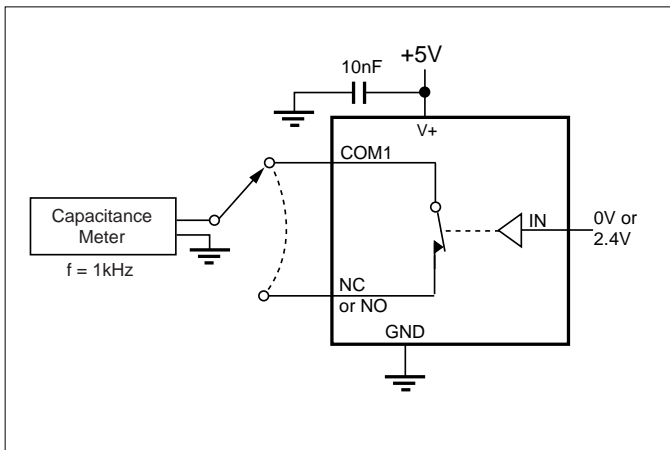 +5V
10nF
V+
COM1
Capacitance
Meter
f = 1kHz
IN
0V or
2.4V
NC
or NO
GND